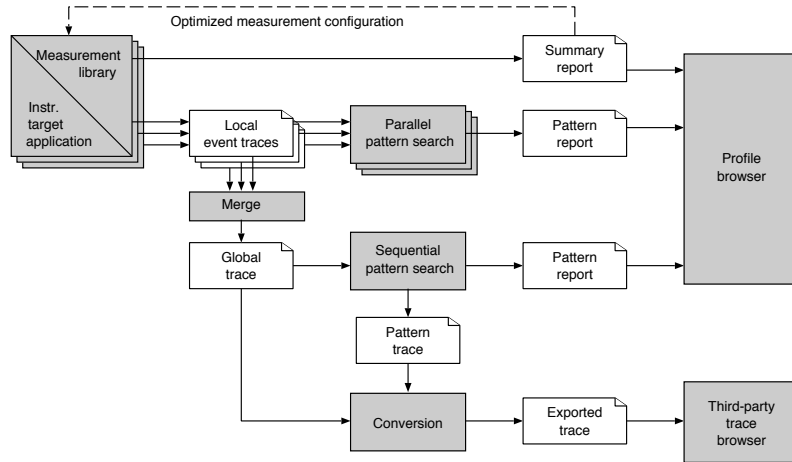 Optimized measurement configuration
Measurement
library
Instr.
target
application
Summary
report
Local
event traces
Parallel
pattern search
Pattern
report
Profile
browser
Merge
Global
trace
Sequential
pattern search
Pattern
report
Pattern
trace
Conversion
Exported
trace
Third-party
trace
browser